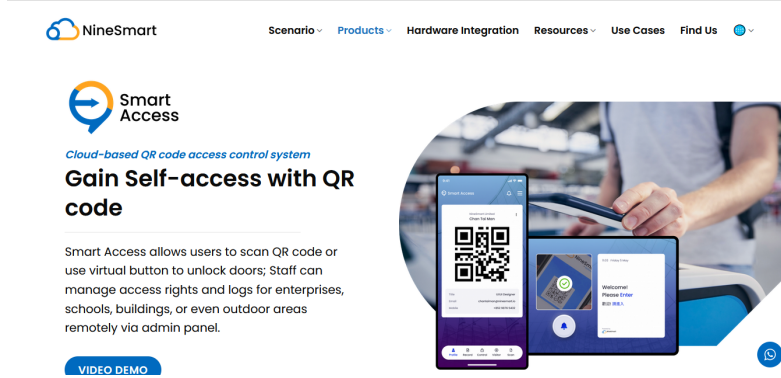 NineSmart
Scenario
Products
Hardware Integration
Resources
Use Cases
Find Us
Smart
Access
Cloud-based QR code access control system
Gain Self-access with QR
code
Smart Access allows users to scan QR code or
use virtual button to unlock doors; Staff can
manage access rights and logs for enterprises,
schools, buildings, or even outdoor areas
remotely via admin panel.
VIDEO DEMO
Smart Access
Chan Tai Man
Welcome!
Please Enter